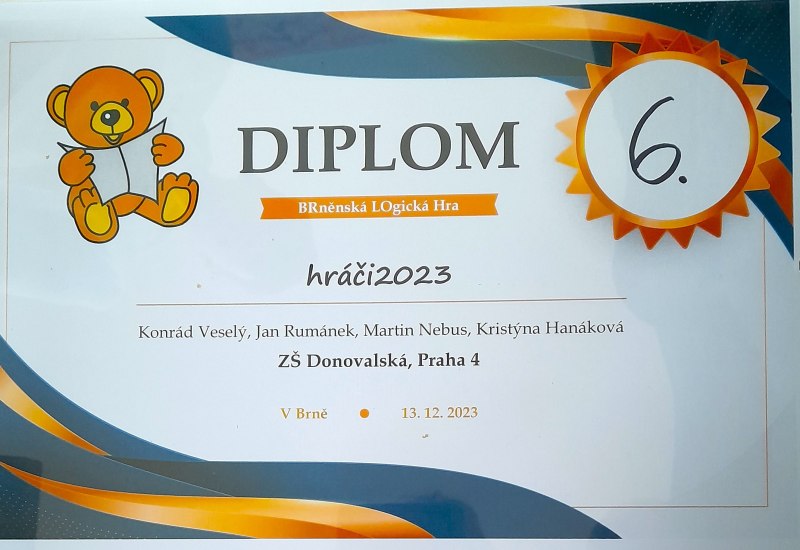 DIPLOM
6.
BRněnská LOgická Hra
hráči2023
Konrád Veselý, Jan Rumánek, Martin Nebus, Kristýna Hanáková
ZŠ Donovalská, Praha 4
V Brně ● 13. 12. 2023